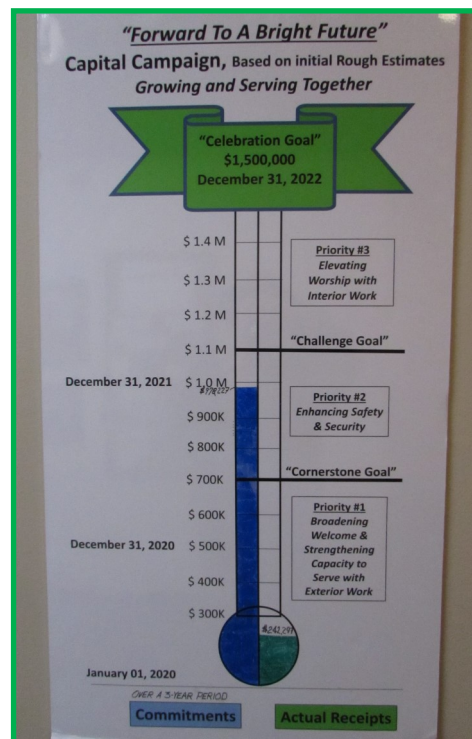 "Forward To A Bright Future"
Capital Campaign, Based on initial Rough Estimates
Growing and Serving Together
"Celebration Goal"
$1,500,000
December 31, 2022
$ 1.4 M
Priority #3
Elevating
Worship with
Interior Work
$ 1.3 M
$ 1.2 M
"Challenge Goal"
$ 1.1 M
December 31, 2021 $ 1.0 M
Priority #2
Enhancing Safety
& Security
$ 900K
$ 800K
"Cornerstone Goal"
$ 700K
Priority #1
Broadening
Welcome &
Strengthening
Capacity to
Serve with
Exterior Work
$ 600K
December 31, 2020 $ 500K
$ 400K
$ 300K
January 01, 2020
OVER A 3-YEAR PERIOD
Commitments
Actual Receipts